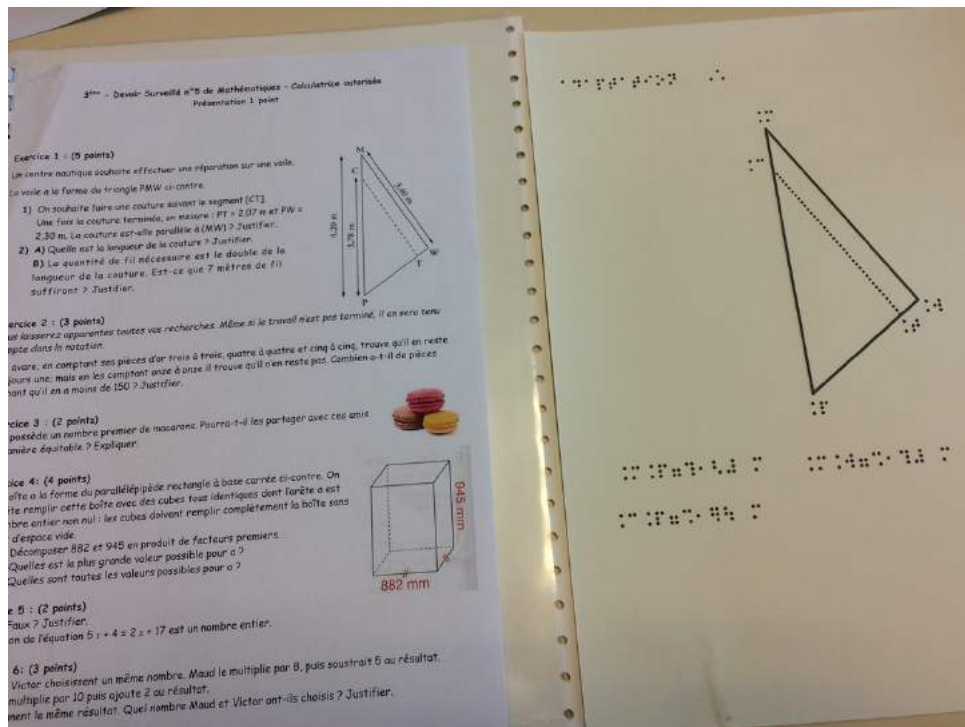 3ème - Devoir Surveillé n°5 de Mathématiques - Calculatrice autorisée
Présentation 1 point
Exercice 1 : (5 points)
Un centre nautique souhaite effectuer une réparation sur une voile.
La voile a la forme du triangle PMW ci-contre.
1) On souhaite faire une couture suivant le segment [CT].
Une fois la couture terminée, on mesure : PT = 2,07 m et PW =
2,30 m. La couture est-elle parallèle à (MW) ? Justifier.
2) A) Quelle est la longueur de la couture ? Justifier.
B) La quantité de fil nécessaire est le double de la
longueur de la couture. Est-ce que 7 mètres de fil
suffiront ? Justifier.
M
C
3,40 m
4,20 m
3,78 m
W
T
P
ercice 2 : (3 points)
us laisserez apparentes toutes vos recherches. Même si le travail n'est pas terminé, il en sera tenu
mpte dans la notation.
avare, en comptant ses pièces d'or trois à trois, quatre à quatre et cinq à cinq, trouve qu'il en reste
jours une; mais en les comptant onze à onze il trouve qu'il n'en reste pas. Combien a-t-il de pièces
hant qu'il en a moins de 150 ? Justifier.
rcice 3 : (2 points)
possède un nombre premier de macarons. Pourra-t-il les partager avec ces amis
anière équitable ? Expliquer.
ice 4: (4 points)
oîte a la forme du parallélépipède rectangle à base carrée ci-contre. On
ite remplir cette boîte avec des cubes tous identiques dont l'arête a est
mbre entier non nul : les cubes doivent remplir complètement la boîte sans
d'espace vide.
Décomposer 882 et 945 en produit de facteurs premiers.
Quelles est la plus grande valeur possible pour a ?
Quelles sont toutes les valeurs possibles pour a ?
945 mm
882 mm
e 5 : (2 points)
Faux ? Justifier.
on de l'équation 5 x + 4 = 2 x + 17 est un nombre entier.
6: (3 points)
Victor choisissent un même nombre. Maud le multiplie par 8, puis soustrait 5 au résultat.
multiplie par 10 puis ajoute 2 au résultat.
nent le même résultat. Quel nombre Maud et Victor ont-ils choisis ? Justifier.